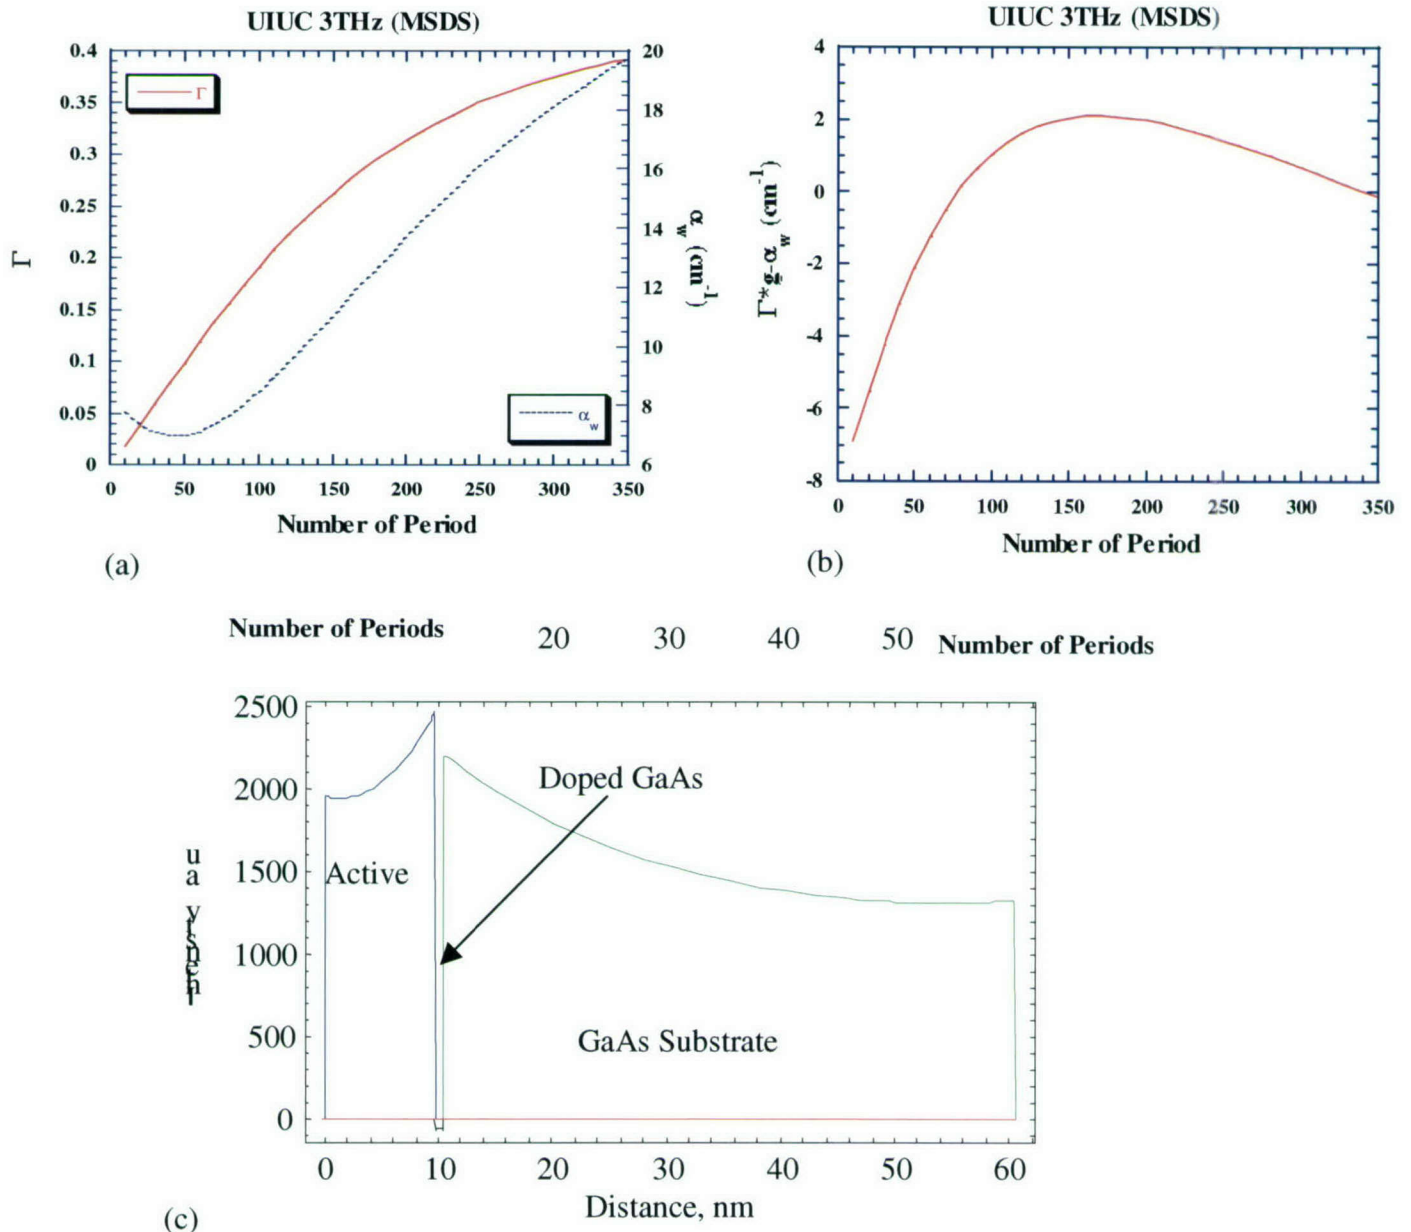 UIUC 3THz (MSDS)
0.4
0.35
0.3
0.25
0.2
0.15
0.1
0.05
0
Γ
Γ
20
18
16
14
12
10
8
6
α_w (cm^-1)
α_w
0 50 100 150 200 250 300 350
Number of Period
(a)
UIUC 3THz (MSDS)
4
2
0
-2
-4
-6
-8
Γ*g-α_w (cm^-1)
0 50 100 150 200 250 300 350
Number of Period
(b)
Number of Periods 20 30 40 50 Number of Periods
2500
2000
1500
1000
500
0
Doped GaAs
Active
GaAs Substrate
0 10 20 30 40 50 60
Distance, nm
(c)